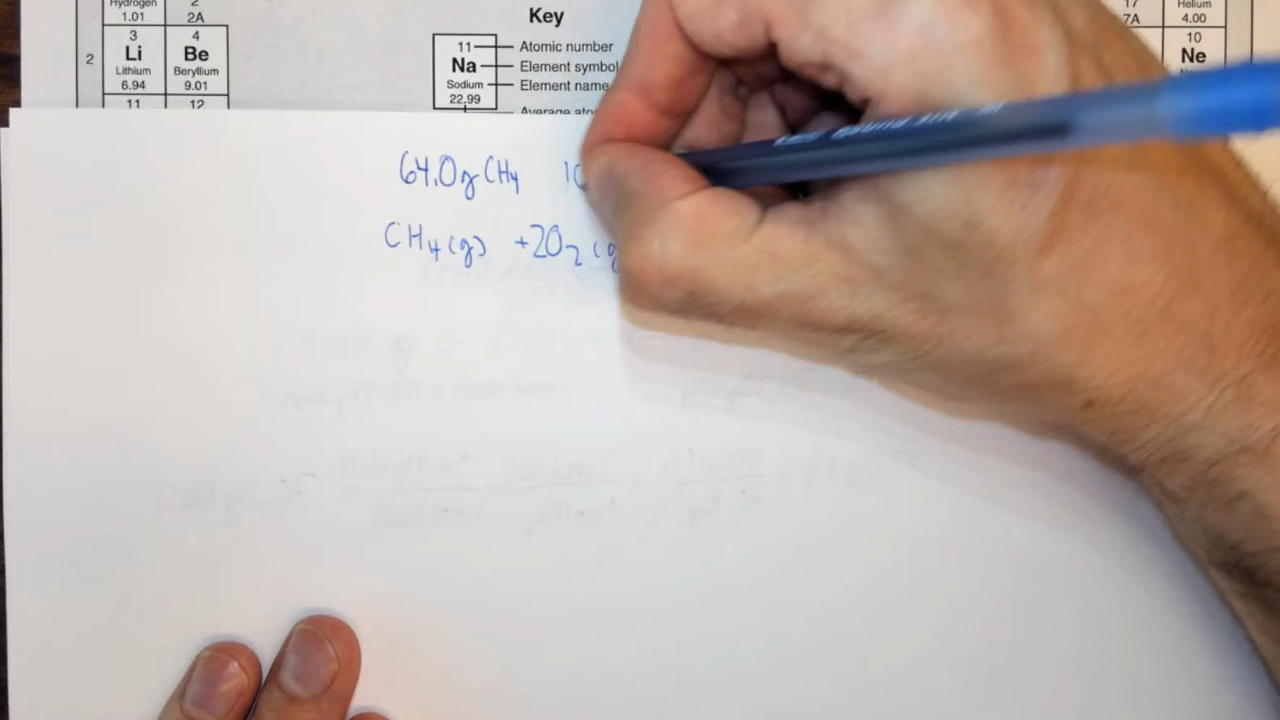 Hydrogen 2 17 Helium
1.01 2A 7A 4.00
Key
3 4 10
2 Li Be Ne
Lithium Beryllium
6.94 9.01
11 12
11 Atomic number
Na Element symbol
Sodium Element name
22.99
Average
64.0g CH4
CH4(g) +2O2 (g